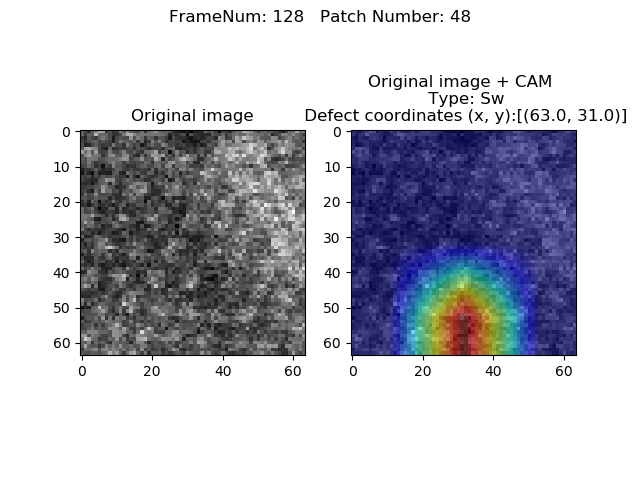 FrameNum: 128   Patch Number: 48
Original image
Original image + CAM
Type: Sw
Defect coordinates (x, y):[(63.0, 31.0)]
0
10
20
30
40
50
60
0 20 40 60
0
10
20
30
40
50
60
0 20 40 60